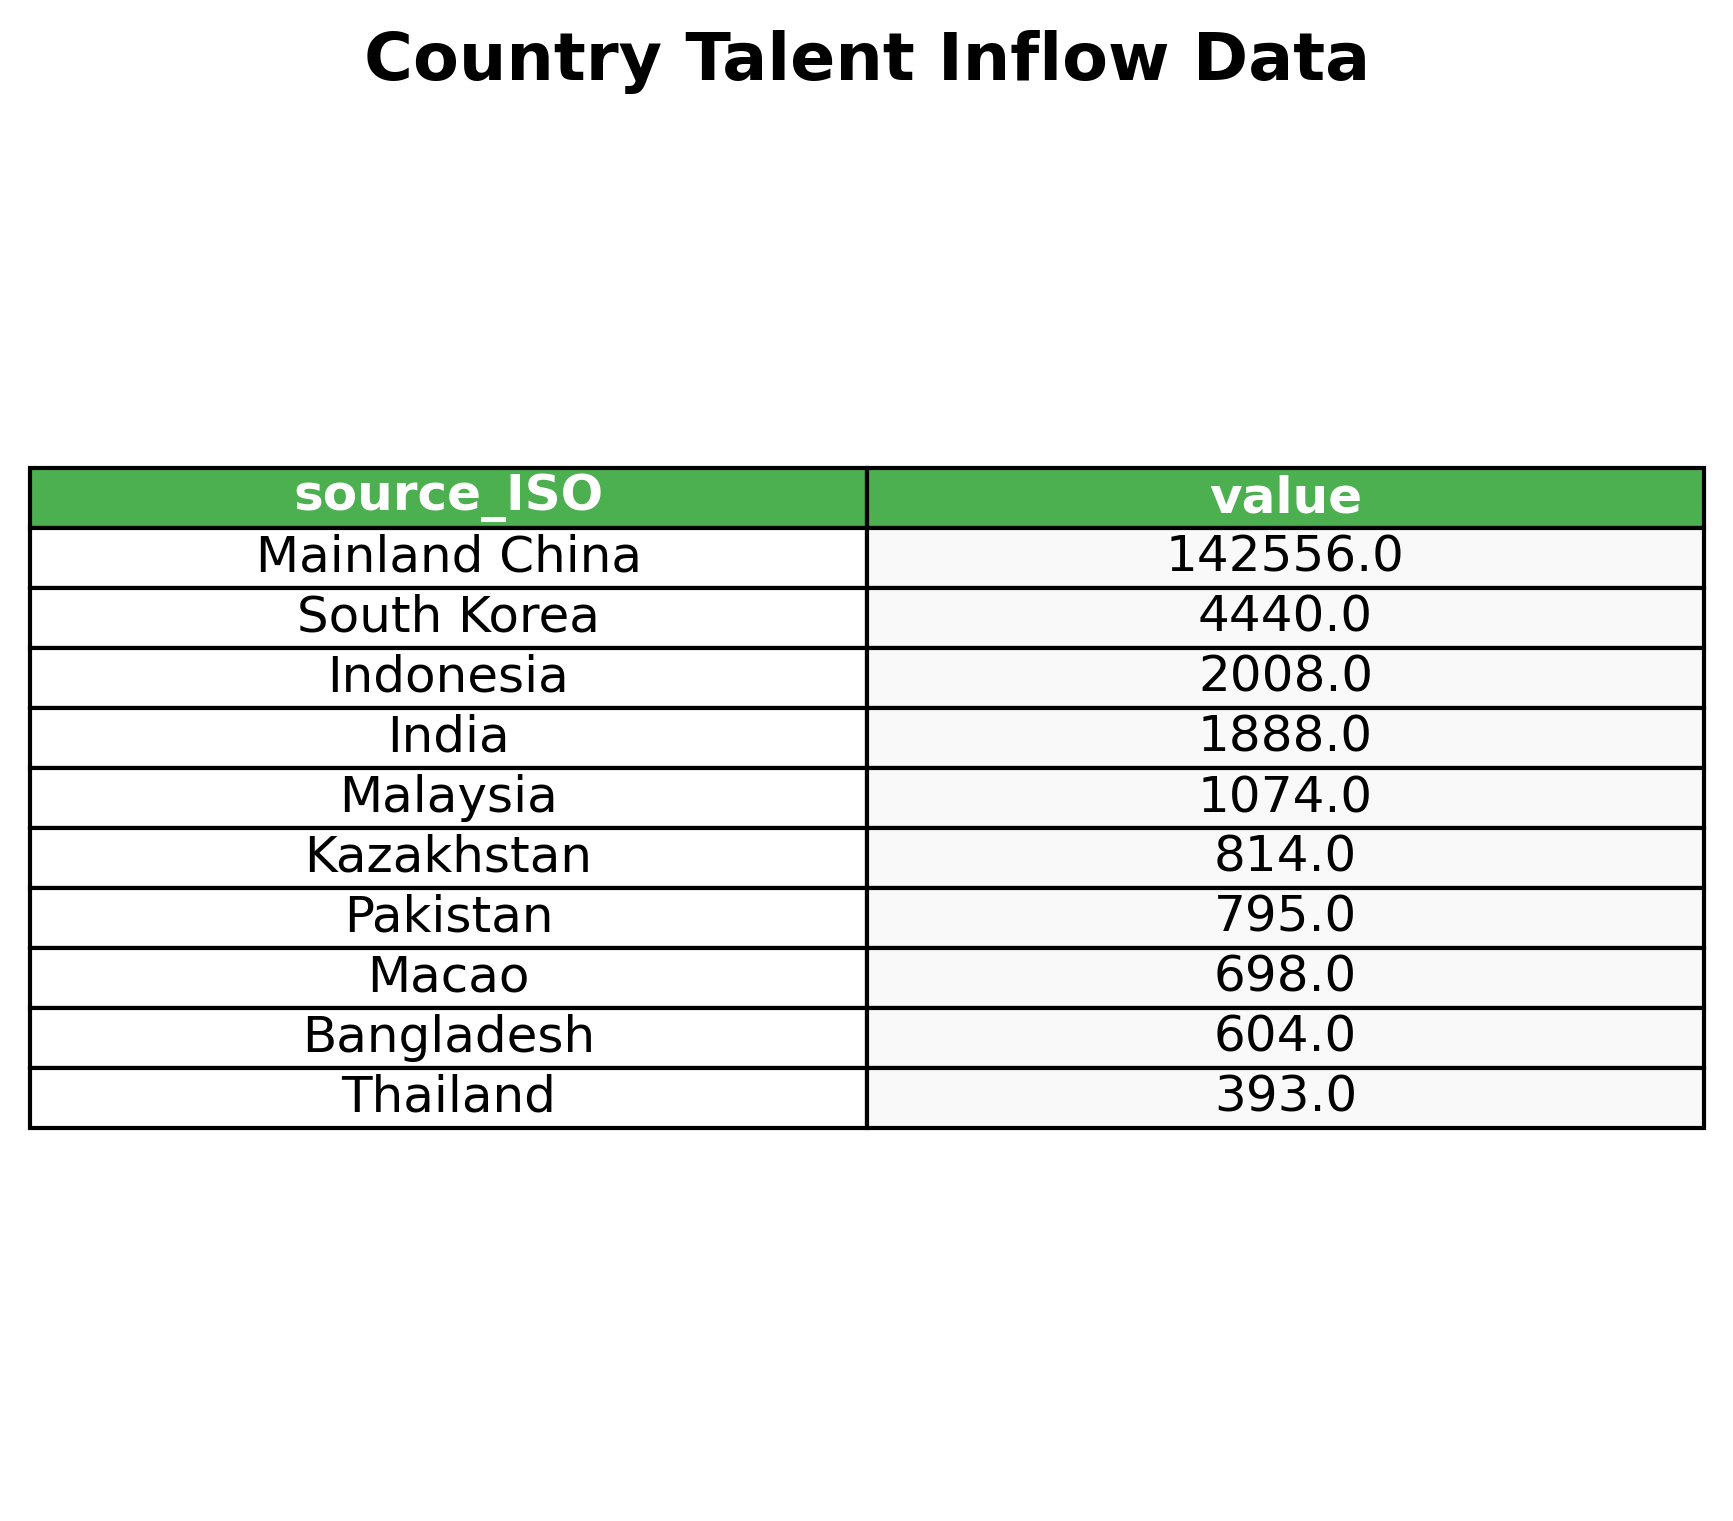 Country Talent Inflow Data
source_ISO value
Mainland China 142556.0
South Korea 4440.0
Indonesia 2008.0
India 1888.0
Malaysia 1074.0
Kazakhstan 814.0
Pakistan 795.0
Macao 698.0
Bangladesh 604.0
Thailand 393.0